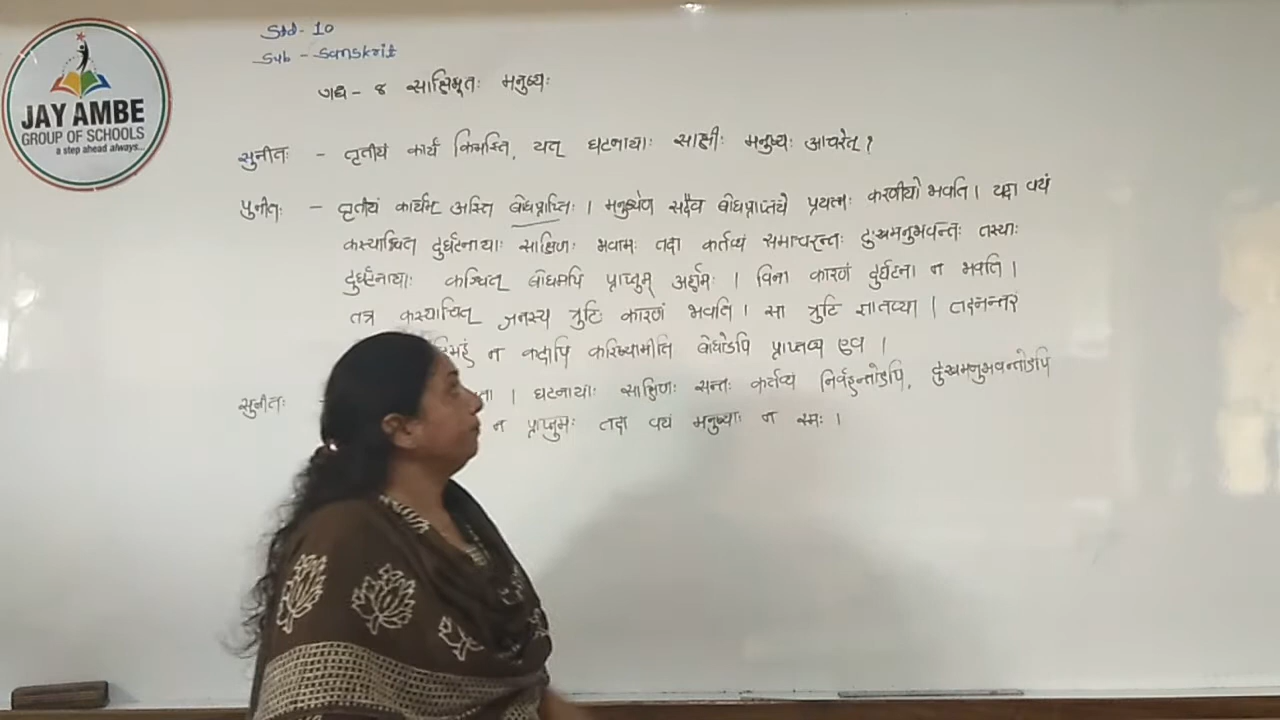 JAY AMBE
GROUP OF SCHOOLS
a step ahead always...
Std - 10
Sub - Sanskrit
गद्य - ४ साक्षिभूतः मनुष्यः
सुनीतः - तृतीयं कार्यं किमस्ति, यत् घटनायाः साक्षीः मनुष्यः आचरेत् ?
पुनीतः - तृतीयं कार्यम् अस्ति बोधप्राप्तिः । मनुष्येण सदैव बोधप्राप्तये प्रयत्नः करणीयो भवति । यदा वयं
कस्याश्चित् दुर्घटनायाः साक्षिणः भवामः तदा कर्तव्यं समाचरन्तः दुःखमनुभवन्तः तस्याः
दुर्घटनायाः कश्चित् बोधमपि प्राप्तुम् अर्हामः । विना कारणं दुर्घटना न भवति ।
तत्र कस्याचित् जनस्य त्रुटि कारणं भवति । सा त्रुटि ज्ञातव्या । तदनन्तरं
न कदापि करिष्यामीति बोधोऽपि प्राप्तव्य एव ।
सुनीतः । घटनायाः साक्षिणः सन्तः कर्तव्यं निर्वहन्तोऽपि, दुःखमनुभवन्तोऽपि
न प्राप्नुमः तदा वयं मनुष्याः न स्मः ।